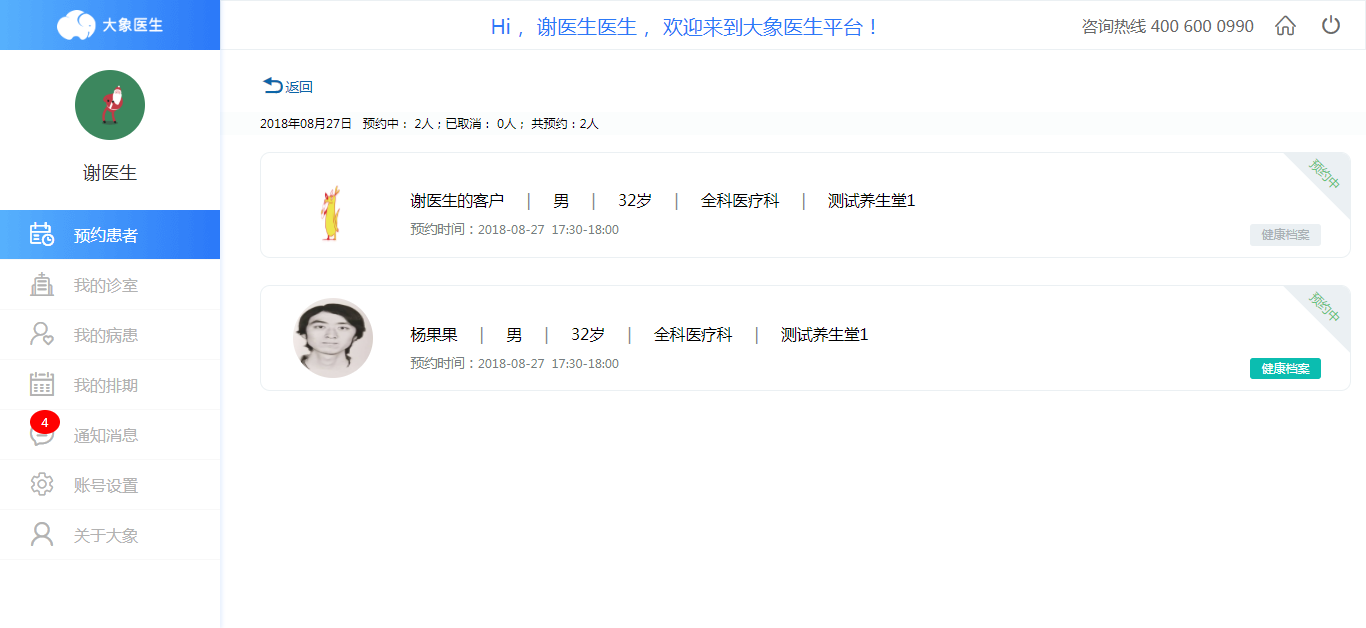 大象医生
Hi ， 谢医生医生 ， 欢迎来到大象医生平台！
咨询热线 400 600 0990
谢医生
预约患者
我的诊室
我的病患
我的排期
4
通知消息
账号设置
关于大象
返回
2018年08月27日 预约中： 2人；已取消： 0人； 共预约：2人
预约中
谢医生的客户 | 男 | 32岁 | 全科医疗科 | 测试养生堂1
预约时间：2018-08-27 17:30-18:00
健康档案
预约中
杨果果 | 男 | 32岁 | 全科医疗科 | 测试养生堂1
预约时间：2018-08-27 17:30-18:00
健康档案